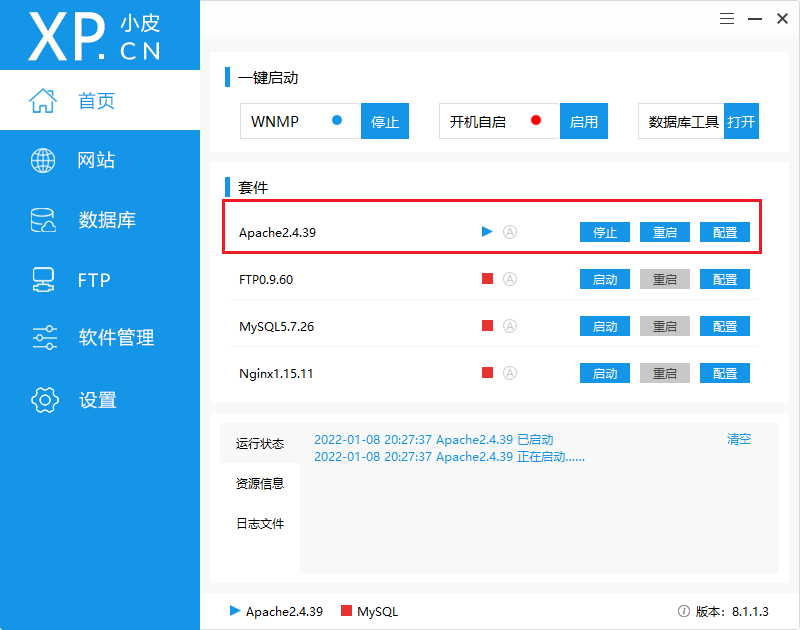 XP.小皮
CN
首页
网站
数据库
FTP
软件管理
设置
一键启动
WNMP 停止 开机自启 启用 数据库工具 打开
套件
Apache2.4.39 A 停止 重启 配置
FTP0.9.60 A 启动 重启 配置
MySQL5.7.26 A 启动 重启 配置
Nginx1.15.11 A 启动 重启 配置
运行状态
资源信息
日志文件
2022-01-08 20:27:37 Apache2.4.39 已启动 清空
2022-01-08 20:27:37 Apache2.4.39 正在启动......
Apache2.4.39 MySQL 版本：8.1.1.3